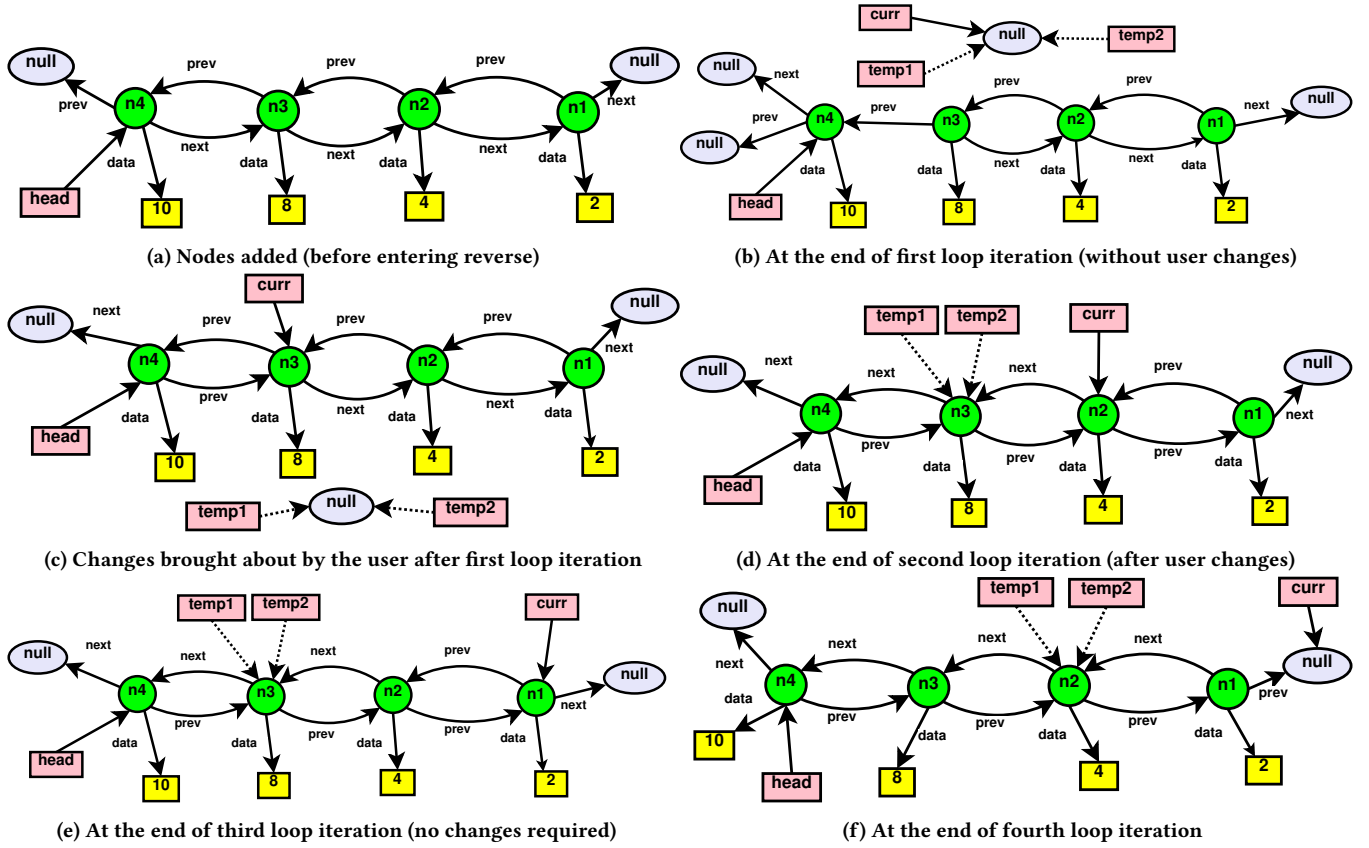 null
prev
prev
prev
null
n4
n3
n2
n1
prev
next
data
next
data
next
data
next
data
head
10
8
4
2
(a) Nodes added (before entering reverse)
curr
null
temp2
temp1
null
next
prev
prev
null
prev
next
n4
n3
n2
n1
prev
null
next
next
data
data
data
data
head
10
8
4
2
(b) At the end of first loop iteration (without user changes)
curr
null
next
prev
prev
prev
null
n4
n3
n2
n1
next
prev
next
next
data
data
data
data
head
10
8
4
2
temp1
null
temp2
(c) Changes brought about by the user after first loop iteration
temp1
temp2
curr
null
next
next
next
prev
null
n4
n3
n2
n1
next
prev
prev
prev
data
data
data
data
head
10
8
4
2
(d) At the end of second loop iteration (after user changes)
temp1
temp2
curr
null
next
next
next
prev
null
n4
n3
n2
n1
next
prev
prev
prev
data
data
data
data
head
10
8
4
2
(e) At the end of third loop iteration (no changes required)
temp1
temp2
curr
null
next
next
next
next
null
n4
n3
n2
n1
prev
data
prev
prev
prev
data
data
data
10
8
4
2
head
(f) At the end of fourth loop iteration